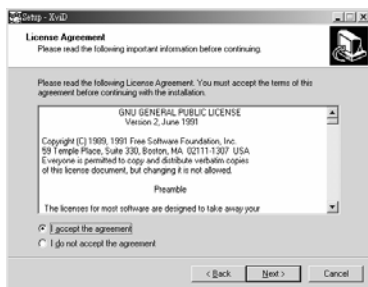 Setup - XviD
License Agreement
Please read the following important information before continuing.
Please read the following License Agreement. You must accept the terms of this
agreement before continuing with the installation.
GNU GENERAL PUBLIC LICENSE
Version 2, June 1991
Copyright (C) 1989, 1991 Free Software Foundation, Inc.
59 Temple Place, Suite 330, Boston, MA 02111-1307 USA
Everyone is permitted to copy and distribute verbatim copies
of this license document, but changing it is not allowed.
Preamble
The licenses for most software are designed to take away your
I accept the agreement
I do not accept the agreement
< Back
Next >
Cancel